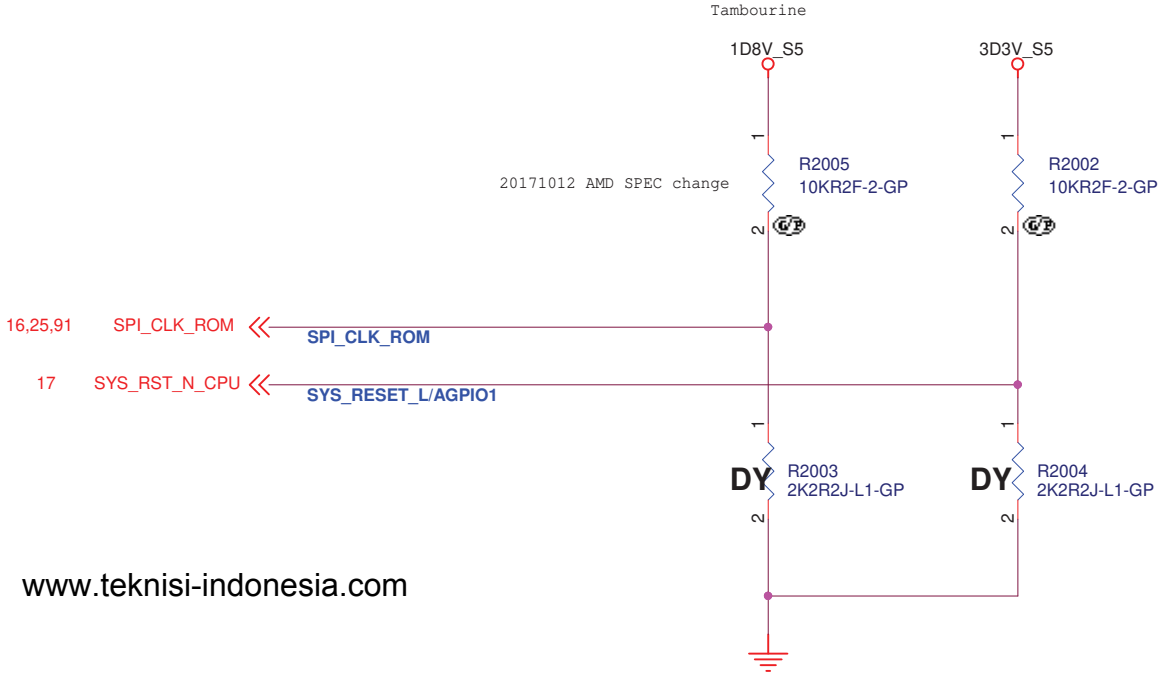 Tambourine
1D8V_S5
3D3V_S5
1
1
R2005
10KR2F-2-GP
R2002
10KR2F-2-GP
20171012 AMD SPEC change
2
G/P
2
G/P
16,25,91
SPI_CLK_ROM
SPI_CLK_ROM
17
SYS_RST_N_CPU
SYS_RESET_L/AGPIO1
1
1
DY
R2003
2K2R2J-L1-GP
DY
R2004
2K2R2J-L1-GP
2
2
www.teknisi-indonesia.com